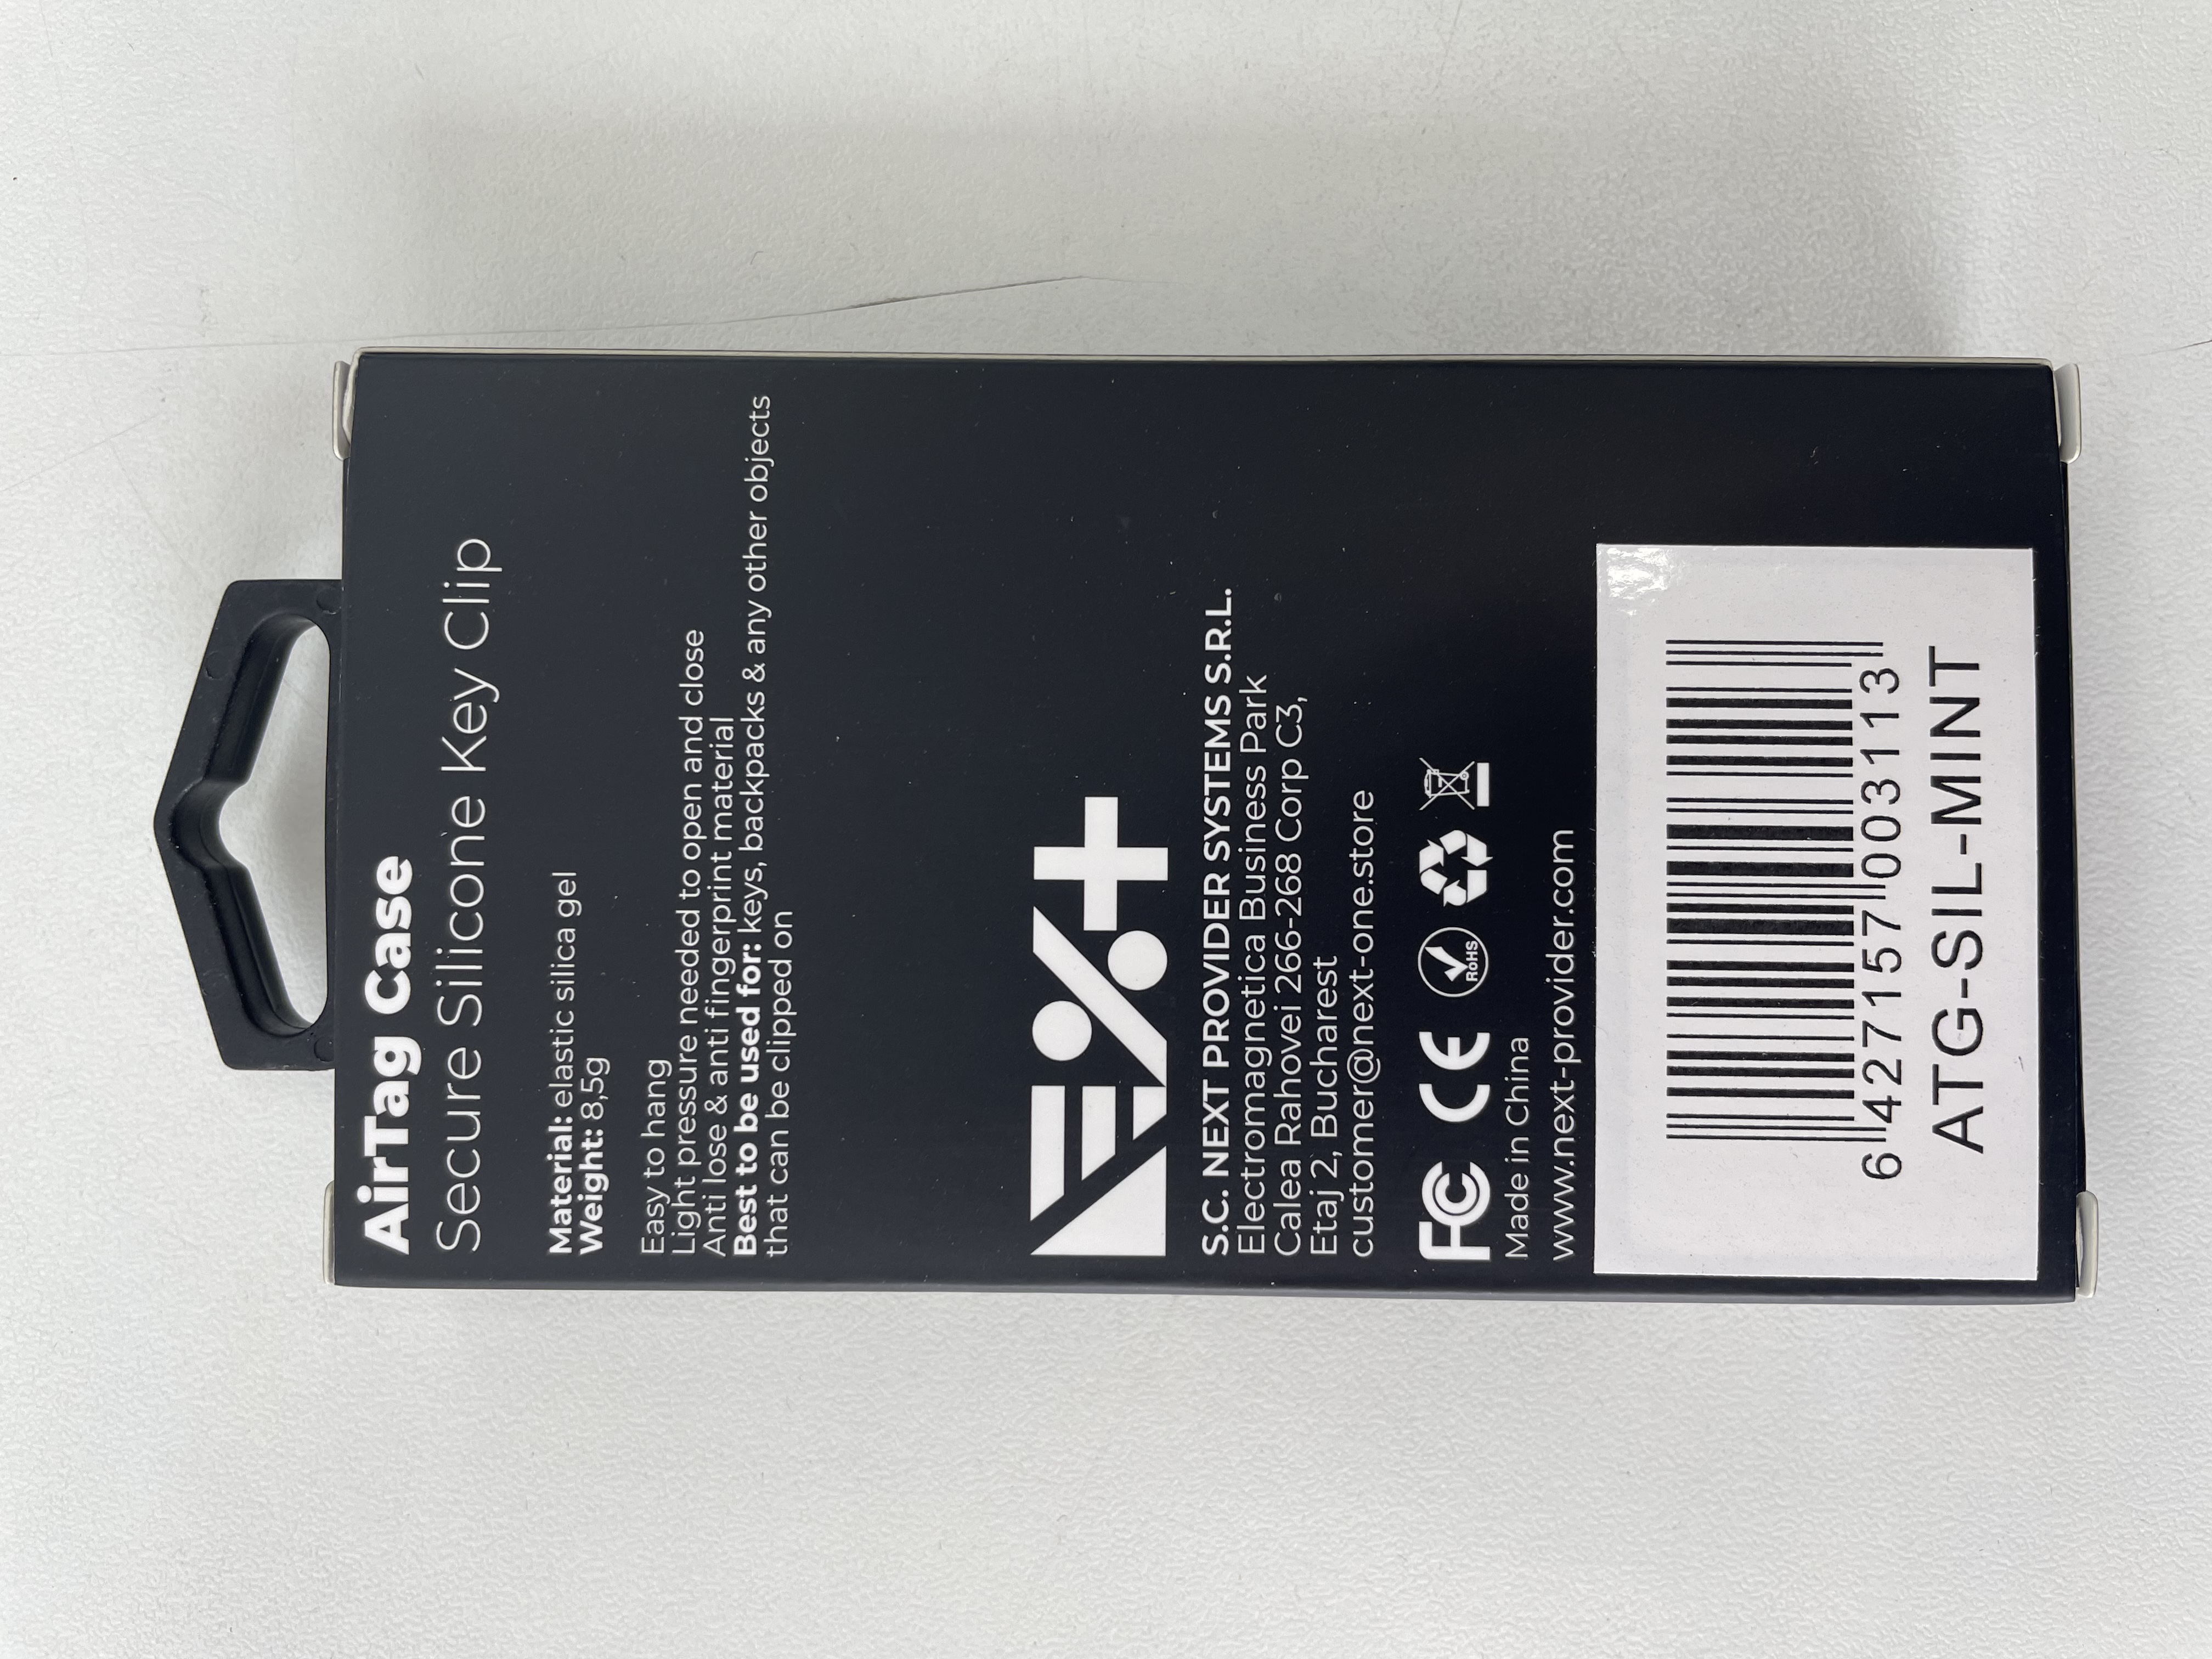 AirTag Case
Secure Silicone Key Clip
Material: elastic silica gel
Weight: 8,5g
Easy to hang
Light pressure needed to open and close
Anti lose & anti fingerprint material
Best to be used for: keys, backpacks & any other objects
that can be clipped on
S.C. NEXT PROVIDER SYSTEMS S.R.L.
Electromagnetica Business Park
Calea Rahovei 266-268 Corp C3,
Etaj 2, Bucharest
customer@next-one.store
FC CE RoHS
Made in China
www.next-provider.com
6 427157 003113
ATG-SIL-MINT